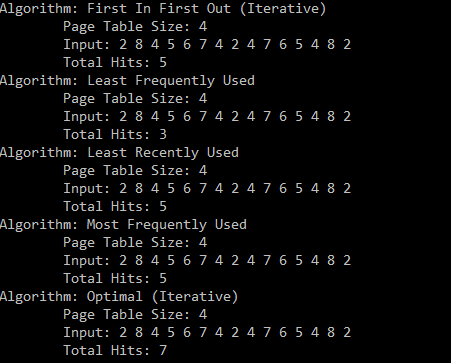 Algorithm: First In First Out (Iterative)
Page Table Size: 4
Input: 2 8 4 5 6 7 4 2 4 7 6 5 4 8 2
Total Hits: 5
Algorithm: Least Frequently Used
Page Table Size: 4
Input: 2 8 4 5 6 7 4 2 4 7 6 5 4 8 2
Total Hits: 3
Algorithm: Least Recently Used
Page Table Size: 4
Input: 2 8 4 5 6 7 4 2 4 7 6 5 4 8 2
Total Hits: 5
Algorithm: Most Frequently Used
Page Table Size: 4
Input: 2 8 4 5 6 7 4 2 4 7 6 5 4 8 2
Total Hits: 5
Algorithm: Optimal (Iterative)
Page Table Size: 4
Input: 2 8 4 5 6 7 4 2 4 7 6 5 4 8 2
Total Hits: 7